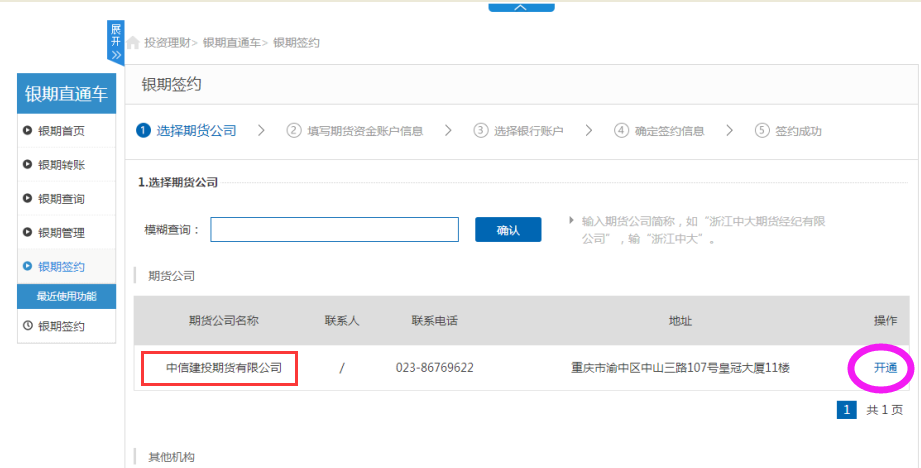 展开
投资理财> 银期直通车> 银期签约
银期直通车
银期首页
银期转账
银期查询
银期管理
银期签约
最近使用功能
银期签约
银期签约
1 选择期货公司 > 2 填写期货资金账户信息 > 3 选择银行账户 > 4 确定签约信息 > 5 签约成功
1.选择期货公司
模糊查询： 确认
输入期货公司简称，如“浙江中大期货经纪有限
公司”，输“浙江中大”。
期货公司
期货公司名称 联系人 联系电话 地址 操作
中信建投期货有限公司 / 023-86769622 重庆市渝中区中山三路107号皇冠大厦11楼 开通
1 共 1 页
其他机构